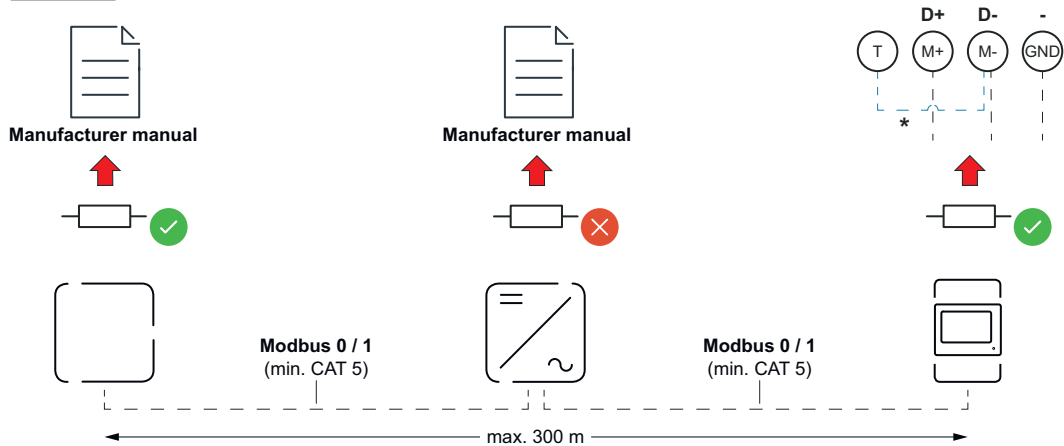 D+ D- -
T M+ M- GND
*
Manufacturer manual
Manufacturer manual
Modbus 0 / 1
(min. CAT 5)
Modbus 0 / 1
(min. CAT 5)
max. 300 m